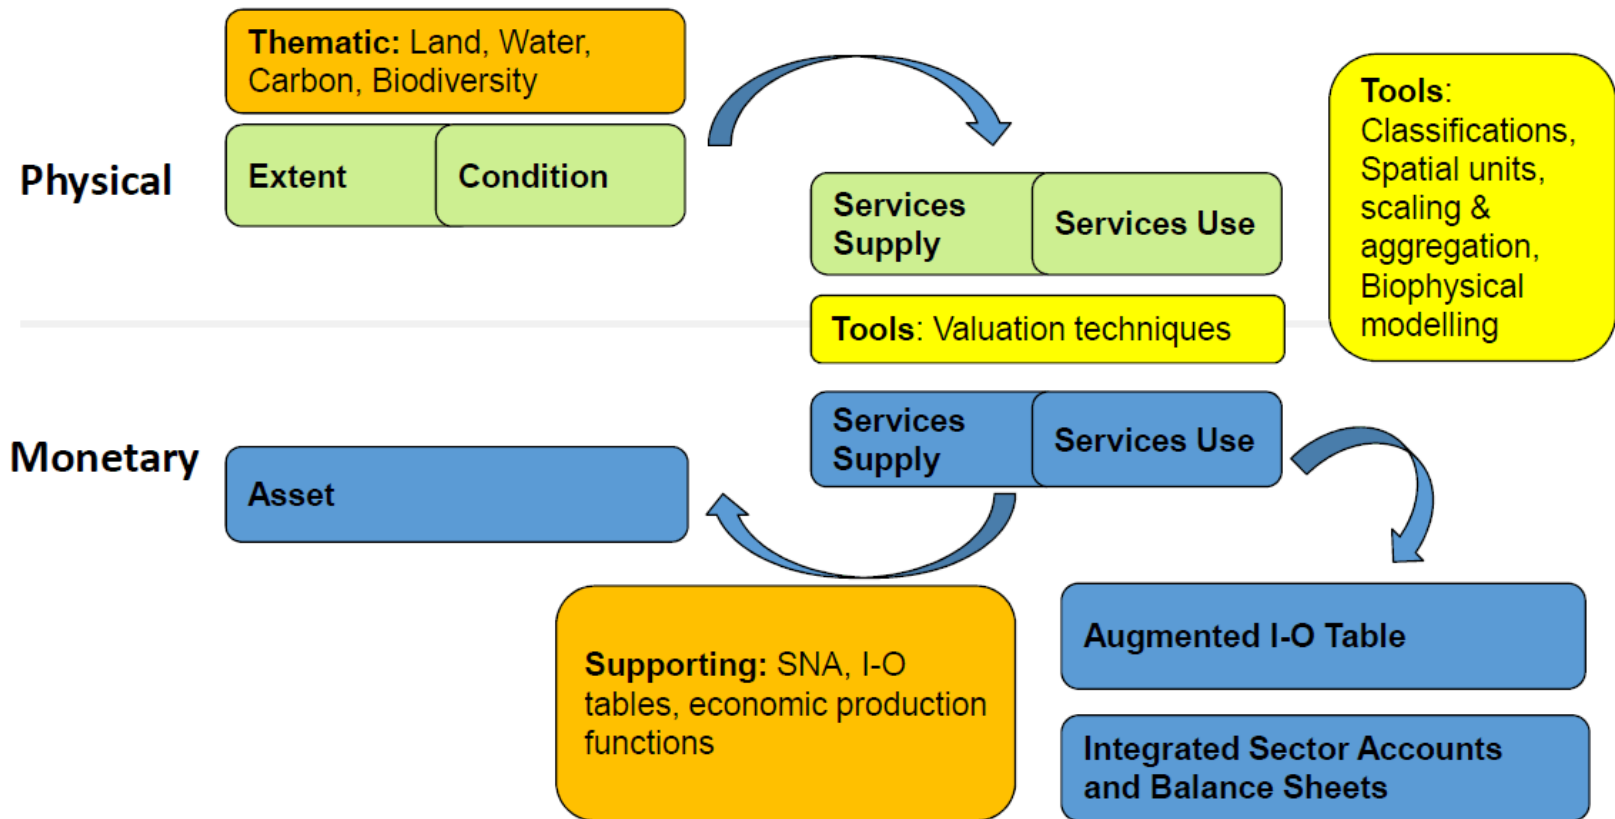 Thematic: Land, Water,
Carbon, Biodiversity
Tools:
Classifications,
Spatial units,
scaling &
aggregation,
Biophysical
modelling
Physical
Extent
Condition
Services
Supply
Services Use
Tools: Valuation techniques
Monetary
Services
Supply
Services Use
Asset
Supporting: SNA, I-O
tables, economic production
functions
Augmented I-O Table
Integrated Sector Accounts
and Balance Sheets